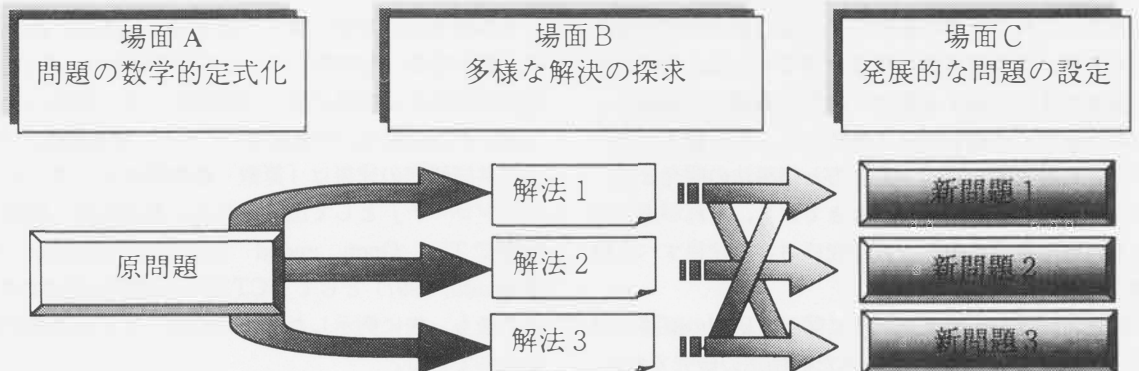 場面A
問題の数学的定式化
場面B
多様な解決の探求
場面C
発展的な問題の設定
原問題
解法1
解法2
解法3
新問題1
新問題2
新問題3